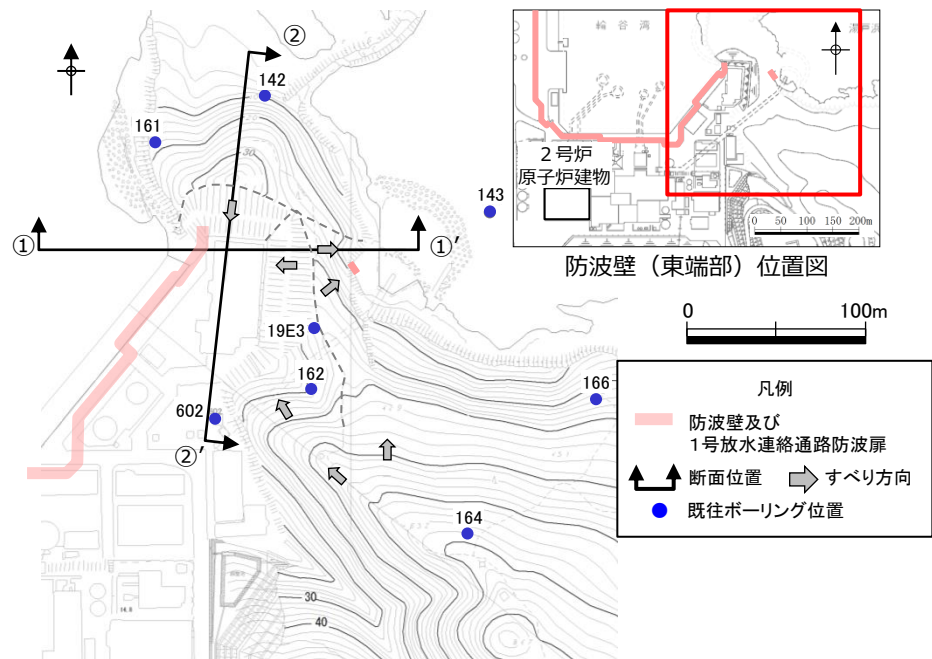 ②
142
161
30
①
①′
143
19E3
162
166
602
②′
164
30
40
輪谷湾
2号炉
原子炉建物
0 50 100 150 200m
防波壁（東端部）位置図
0 100m
凡例
防波壁及び
1号放水連絡通路防波扉
断面位置
すべり方向
既往ボーリング位置